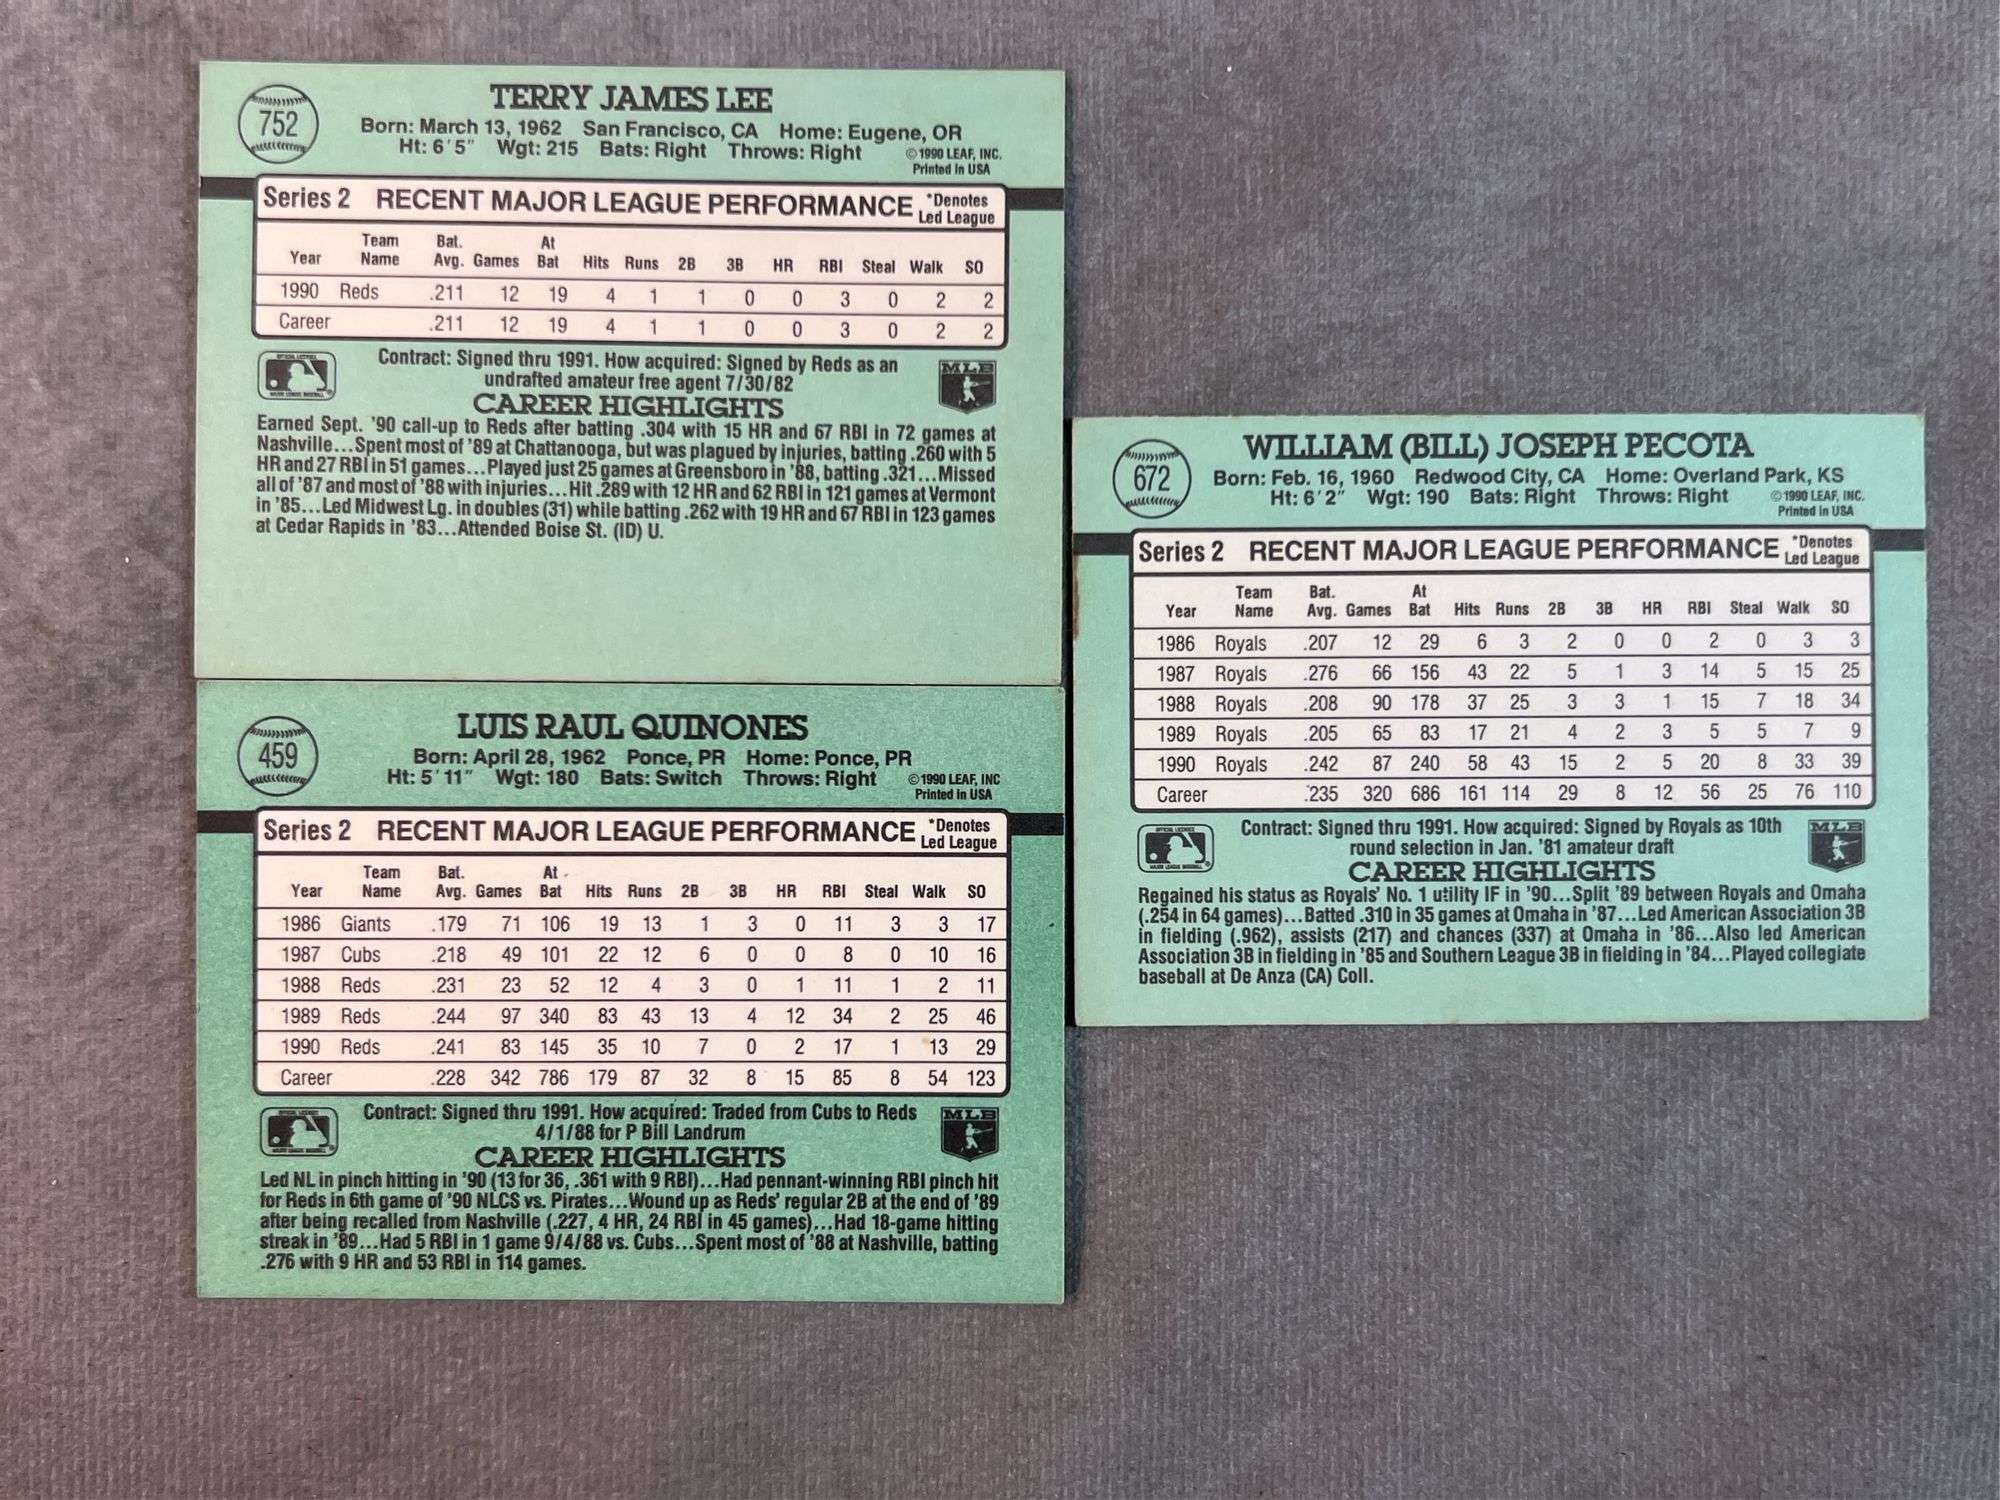 752
TERRY JAMES LEE
Born: March 13, 1962 San Francisco, CA Home: Eugene, OR
Ht: 6'5" Wgt: 215 Bats: Right Throws: Right
©1990 LEAF, INC.
Printed in USA
Series 2 RECENT MAJOR LEAGUE PERFORMANCE *Denotes
Led League
Year Team Name Bat. Avg. Games At Bat Hits Runs 2B 3B HR RBI Steal Walk SO
1990 Reds .211 12 19 4 1 1 0 0 3 0 2 2
Career .211 12 19 4 1 1 0 0 3 0 2 2
Contract: Signed thru 1991. How acquired: Signed by Reds as an
undrafted amateur free agent 7/30/82
MLB
CAREER HIGHLIGHTS
Earned Sept. '90 call-up to Reds after batting .304 with 15 HR and 67 RBI in 72 games at
Nashville...Spent most of '89 at Chattanooga, but was plagued by injuries, batting .260 with 5
HR and 27 RBI in 51 games...Played just 25 games at Greensboro in '88, batting .321...Missed
all of '87 and most of '88 with injuries...Hit .289 with 12 HR and 62 RBI in 121 games at Vermont
in '85...Led Midwest Lg. in doubles (31) while batting .262 with 19 HR and 67 RBI in 123 games
at Cedar Rapids in '83...Attended Boise St. (ID) U.
459
LUIS RAUL QUINONES
Born: April 28, 1962 Ponce, PR Home: Ponce, PR
Ht: 5'11" Wgt: 180 Bats: Switch Throws: Right
©1990 LEAF, INC
Printed in USA
Series 2 RECENT MAJOR LEAGUE PERFORMANCE *Denotes
Led League
Year Team Name Bat. Avg. Games At Bat Hits Runs 2B 3B HR RBI Steal Walk SO
1986 Giants .179 71 106 19 13 1 3 0 11 3 3 17
1987 Cubs .218 49 101 22 12 6 0 0 8 0 10 16
1988 Reds .231 23 52 12 4 3 0 1 11 1 2 11
1989 Reds .244 97 340 83 43 13 4 12 34 2 25 46
1990 Reds .241 83 145 35 10 7 0 2 17 1 13 29
Career .228 342 786 179 87 32 8 15 85 8 54 123
Contract: Signed thru 1991. How acquired: Traded from Cubs to Reds
4/1/88 for P Bill Landrum
MLB
CAREER HIGHLIGHTS
Led NL in pinch hitting in '90 (13 for 36, .361 with 9 RBI)...Had pennant-winning RBI pinch hit
for Reds in 6th game of '90 NLCS vs. Pirates...Wound up as Reds' regular 2B at the end of '89
after being recalled from Nashville (.227, 4 HR, 24 RBI in 45 games)...Had 18-game hitting
streak in '89...Had 5 RBI in 1 game 9/4/88 vs. Cubs...Spent most of '88 at Nashville, batting
.276 with 9 HR and 53 RBI in 114 games.
672
WILLIAM (BILL) JOSEPH PECOTA
Born: Feb. 16, 1960 Redwood City, CA Home: Overland Park, KS
Ht: 6'2" Wgt: 190 Bats: Right Throws: Right
©1990 LEAF, INC.
Printed in USA
Series 2 RECENT MAJOR LEAGUE PERFORMANCE *Denotes
Led League
Year Team Name Bat. Avg. Games At Bat Hits Runs 2B 3B HR RBI Steal Walk SO
1986 Royals .207 12 29 6 3 2 0 0 2 0 3 3
1987 Royals .276 66 156 43 22 5 1 3 14 5 15 25
1988 Royals .208 90 178 37 25 3 3 1 15 7 18 34
1989 Royals .205 65 83 17 21 4 2 3 5 5 7 9
1990 Royals .242 87 240 58 43 15 2 5 20 8 33 39
Career .235 320 686 161 114 29 8 12 56 25 76 110
Contract: Signed thru 1991. How acquired: Signed by Royals as 10th
round selection in Jan. '81 amateur draft
MLB
CAREER HIGHLIGHTS
Regained his status as Royals' No. 1 utility IF in '90...Split '89 between Royals and Omaha
(.254 in 64 games)...Batted .310 in 35 games at Omaha in '87...Led American Association 3B
in fielding (.962), assists (217) and chances (337) at Omaha in '86...Also led American
Association 3B in fielding in '85 and Southern League 3B in fielding in '84...Played collegiate
baseball at De Anza (CA) Coll.